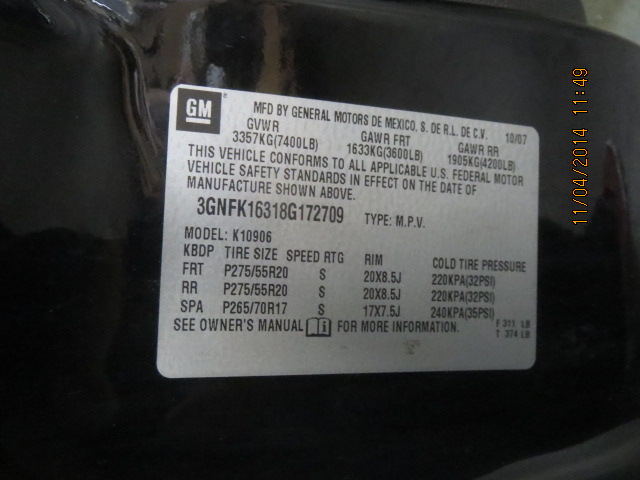 GM
MFD BY GENERAL MOTORS DE MEXICO, S. DE R.L. DE C.V. 10/07
GVWR GAWR FRT GAWR RR
3357KG(7400LB) 1633KG(3600LB) 1905KG(4200LB)
THIS VEHICLE CONFORMS TO ALL APPLICABLE U.S. FEDERAL MOTOR
VEHICLE SAFETY STANDARDS IN EFFECT ON THE DATE OF
MANUFACTURE SHOWN ABOVE.
3GNFK16318G172709 TYPE: M.P.V.
MODEL: K10906
KBDP TIRE SIZE SPEED RTG RIM COLD TIRE PRESSURE
FRT P275/55R20 S 20X8.5J 220KPA(32PSI)
RR P275/55R20 S 20X8.5J 220KPA(32PSI)
SPA P265/70R17 S 17X7.5J 240KPA(35PSI)
SEE OWNER'S MANUAL FOR MORE INFORMATION.
F 311 LB
T 374 LB
11/04/2014 11:49